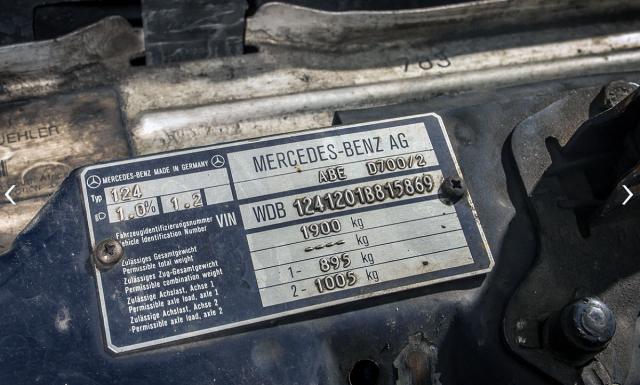 763
UEHLER
MERCEDES-BENZ MADE IN GERMANY
Typ 124
1.0% 1.2
MERCEDES-BENZ AG
ABE D700/2
Fahrzeugidentifizierungsnummer
Vehicle Identification Number
VIN WDB 1241201B815869
Zulässiges Gesamtgewicht
Permissible total weight
1900 kg
Zulässiges Zug-Gesamtgewicht
Permissible combination weight
---- kg
Zulässige Achslast, Achse 1
Permissible axle load, axle 1
1- 895 kg
Zulässige Achslast, Achse 2
Permissible axle load, axle 2
2- 1005 kg